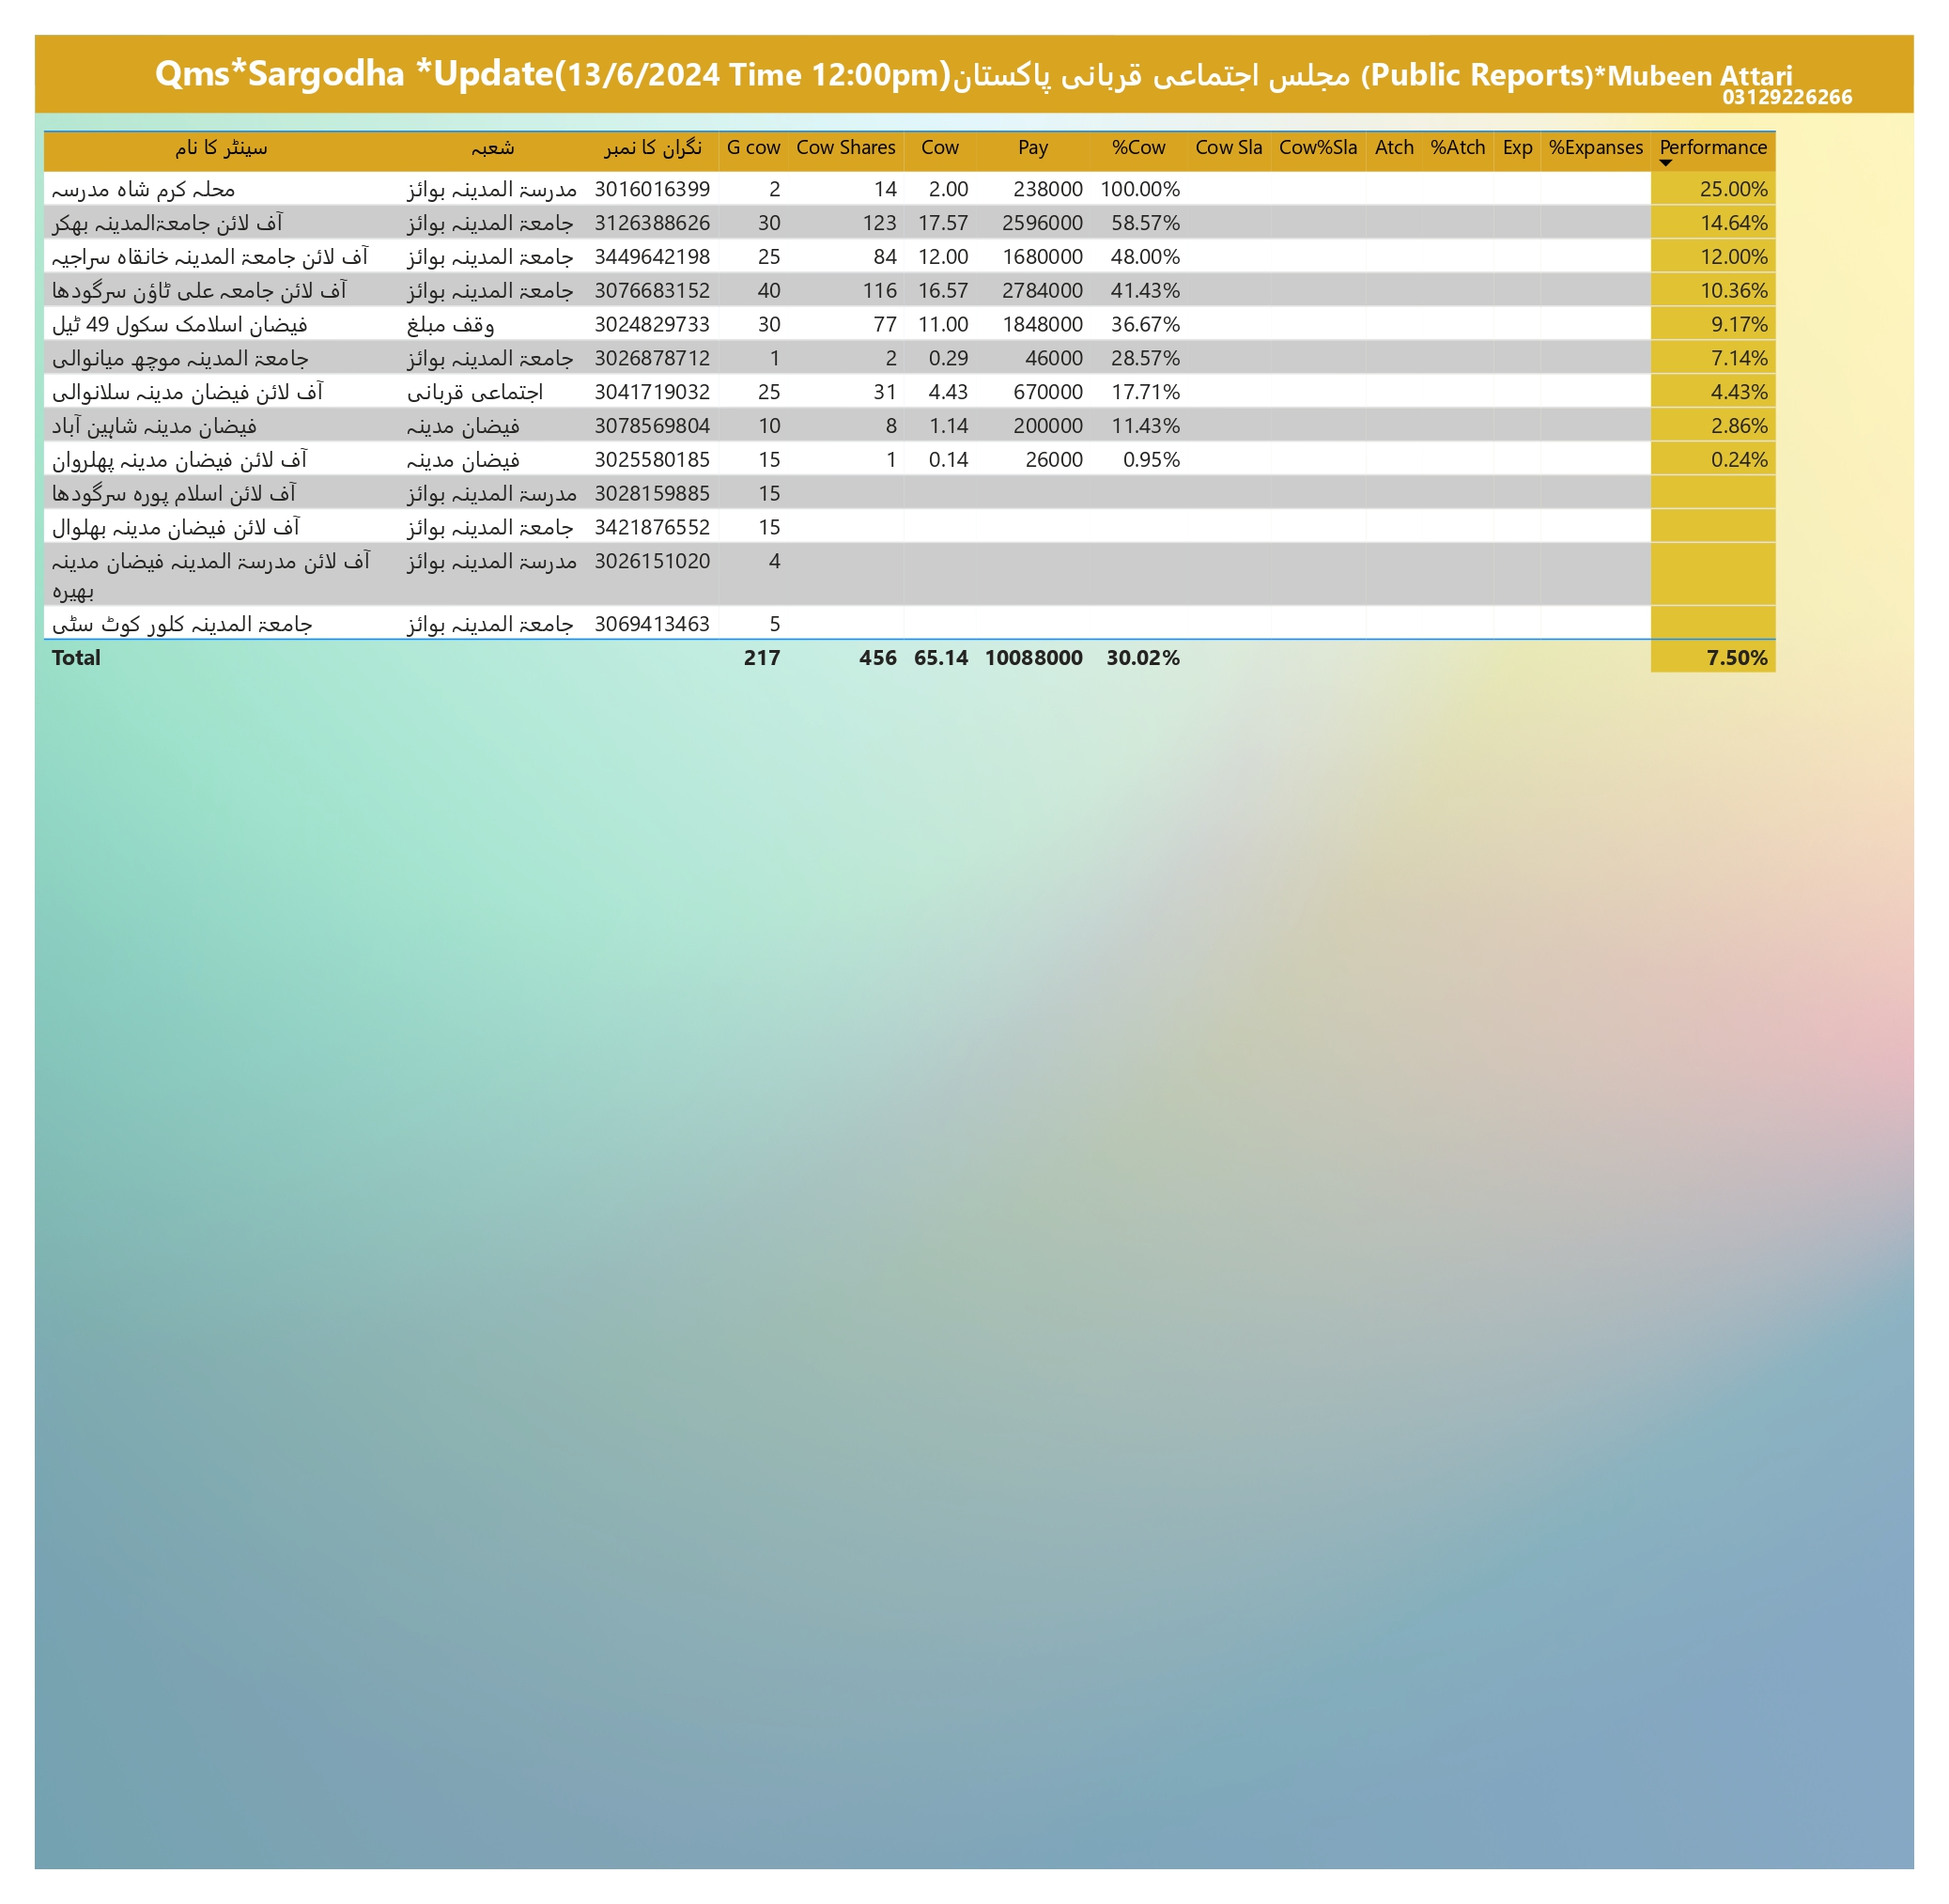 Qms*Sargodha *Update(13/6/2024 Time 12:00pm)مجلس اجتماعی قربانی پاکستان (Public Reports)*Mubeen Attari
03129226266
سینٹر کا نام شعبہ نگران کا نمبر G cow Cow Shares Cow Pay %Cow Cow Sla Cow%Sla Atch %Atch Exp %Expanses Performance
محلہ کرم شاہ مدرسہ مدرسۃ المدینہ بوائز 3016016399 2 14 2.00 238000 100.00% 25.00%
آف لائن جامعۃالمدینہ بھکر جامعۃ المدینہ بوائز 3126388626 30 123 17.57 2596000 58.57% 14.64%
آف لائن جامعۃ المدینہ خانقاہ سراجیہ جامعۃ المدینہ بوائز 3449642198 25 84 12.00 1680000 48.00% 12.00%
آف لائن جامعہ علی ٹاؤن سرگودھا جامعۃ المدینہ بوائز 3076683152 40 116 16.57 2784000 41.43% 10.36%
فیضان اسلامک سکول 49 ٹیل وقف مبلغ 3024829733 30 77 11.00 1848000 36.67% 9.17%
جامعۃ المدینہ موچھ میانوالی جامعۃ المدینہ بوائز 3026878712 1 2 0.29 46000 28.57% 7.14%
آف لائن فیضان مدینہ سلانوالی اجتماعی قربانی 3041719032 25 31 4.43 670000 17.71% 4.43%
فیضان مدینہ شاہین آباد فیضان مدینہ 3078569804 10 8 1.14 200000 11.43% 2.86%
آف لائن فیضان مدینہ پھلروان فیضان مدینہ 3025580185 15 1 0.14 26000 0.95% 0.24%
آف لائن اسلام پورہ سرگودھا مدرسۃ المدینہ بوائز 3028159885 15
آف لائن فیضان مدینہ بھلوال جامعۃ المدینہ بوائز 3421876552 15
آف لائن مدرسۃ المدینہ فیضان مدینہ مدرسۃ المدینہ بوائز 3026151020 4
بھیرہ
جامعۃ المدینہ کلور کوٹ سٹی جامعۃ المدینہ بوائز 3069413463 5
Total 217 456 65.14 10088000 30.02% 7.50%